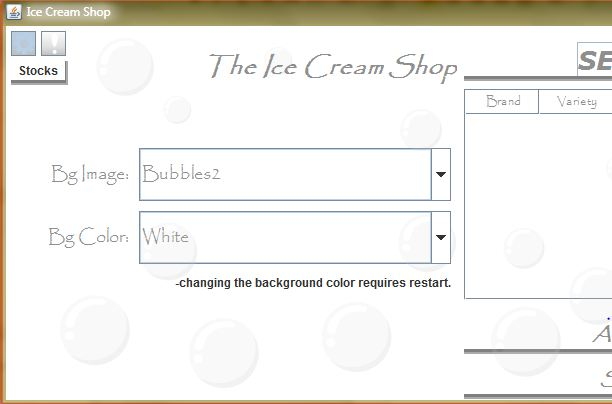 Ice Cream Shop
Stocks
The Ice Cream Shop
SE
Brand Variety
Bg Image: Bubbles2
Bg Color: White
-changing the background color requires restart.
A
S